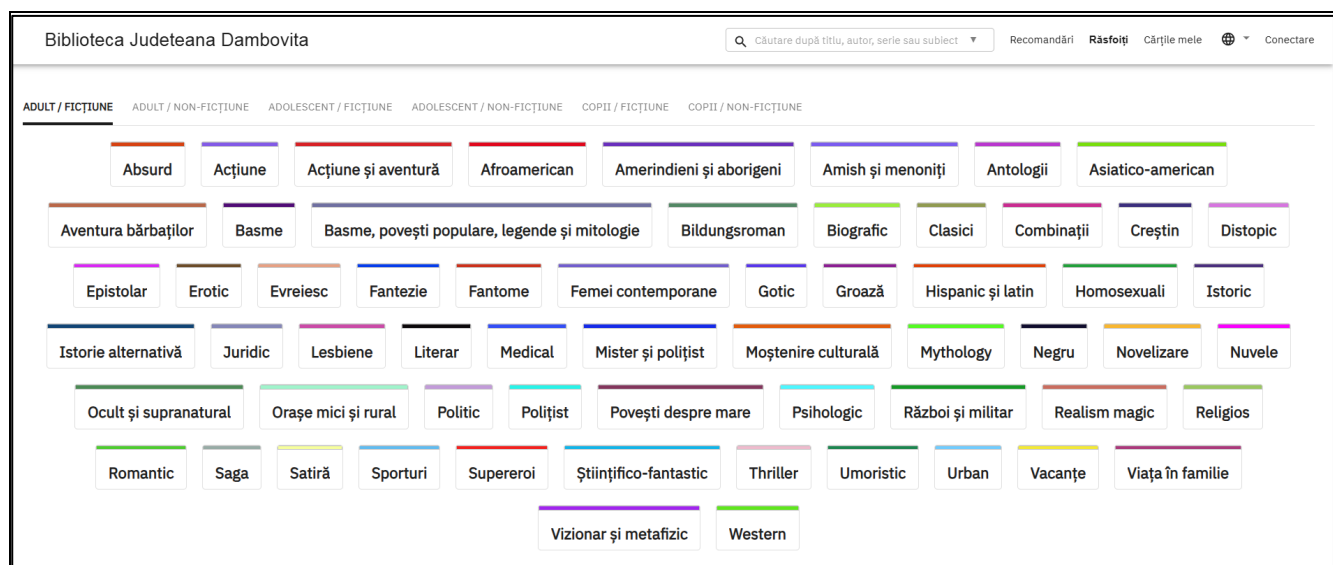 Biblioteca Judeteana Dambovita Căutare după titlu, autor, serie sau subiect Recomandări Răsfoiți Cărțile mele Conectare
ADULT / FICȚIUNE ADULT / NON-FICȚIUNE ADOLESCENT / FICȚIUNE ADOLESCENT / NON-FICȚIUNE COPII / FICȚIUNE COPII / NON-FICȚIUNE
Absurd Acțiune Acțiune și aventură Afroamerican Amerindieni și aborigeni Amish și menoniți Antologii Asiatico-american
Aventura bărbaților Basme Basme, povești populare, legende și mitologie Bildungsroman Biografic Clasici Combinații Creștin Distopic
Epistolar Erotic Evreiesc Fantezie Fantome Femei contemporane Gotic Groază Hispanic și latin Homosexuali Istoric
Istorie alternativă Juridic Lesbiene Literar Medical Mister și polițist Moștenire culturală Mythology Negru Novelizare Nuvele
Ocult și supranatural Orașe mici și rural Politic Polițist Povești despre mare Psihologic Război și militar Realism magic Religios
Romantic Saga Satiră Sporturi Supereroi Științifico-fantastic Thriller Umoristic Urban Vacanțe Viața în familie
Vizionar și metafizic Western